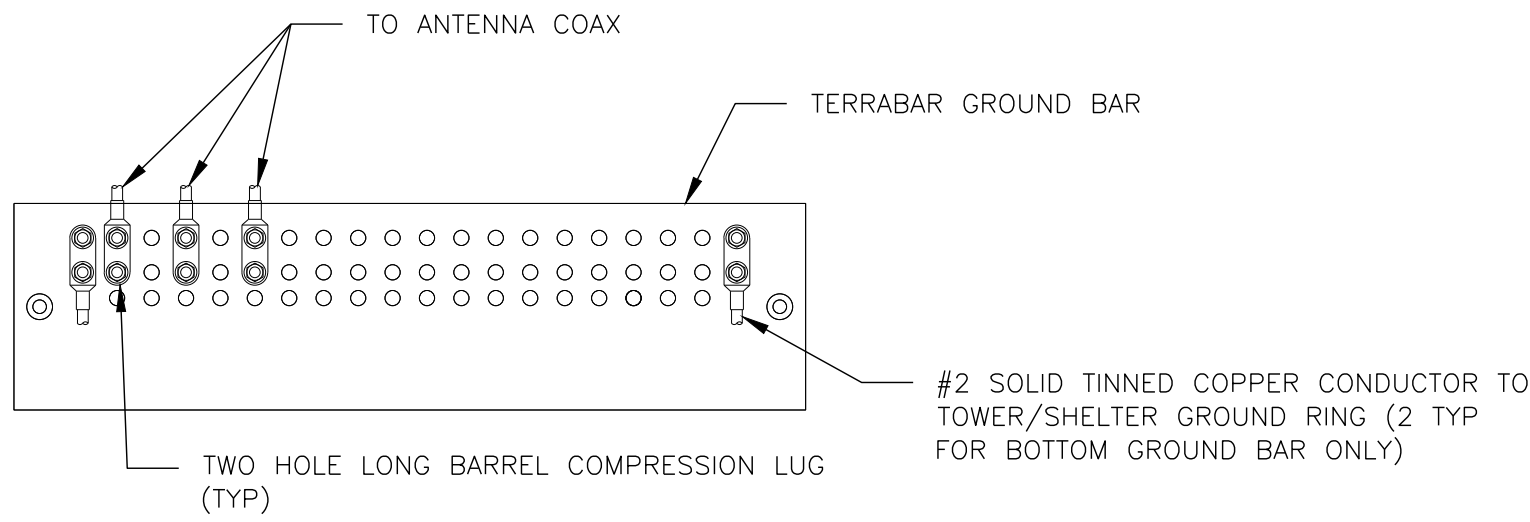 TO ANTENNA COAX
TERRABAR GROUND BAR
#2 SOLID TINNED COPPER CONDUCTOR TO
TOWER/SHELTER GROUND RING (2 TYP
FOR BOTTOM GROUND BAR ONLY)
TWO HOLE LONG BARREL COMPRESSION LUG
(TYP)